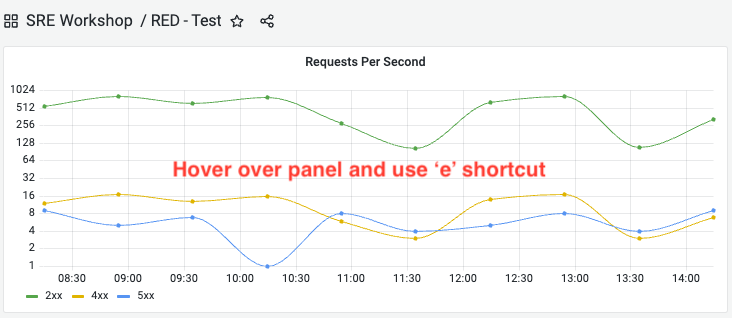 SRE Workshop / RED - Test
Requests Per Second
1024
512
256
128
64
32
16
8
4
2
1
Hover over panel and use ‘e’ shortcut
08:30 09:00 09:30 10:00 10:30 11:00 11:30 12:00 12:30 13:00 13:30 14:00
2xx 4xx 5xx